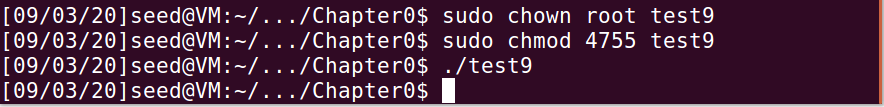 [09/03/20]seed@VM:~/.../Chapter0$ sudo chown root test9
[09/03/20]seed@VM:~/.../Chapter0$ sudo chmod 4755 test9
[09/03/20]seed@VM:~/.../Chapter0$ ./test9
[09/03/20]seed@VM:~/.../Chapter0$